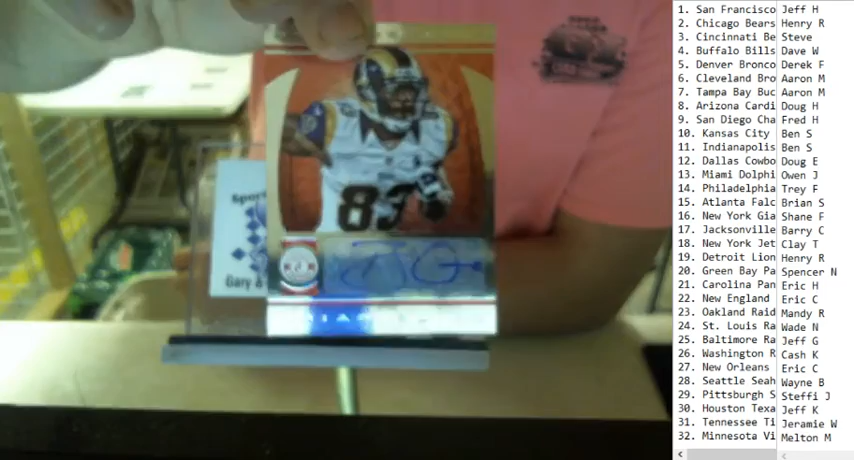 1. San Francisco Jeff H
2. Chicago Bears Henry R
3. Cincinnati Be Steve
4. Buffalo Bills Dave W
5. Denver Bronco Derek F
6. Cleveland Bro Aaron M
7. Tampa Bay Buc Aaron M
8. Arizona Cardi Doug H
9. San Diego Cha Fred H
10. Kansas City Ben S
11. Indianapolis Ben S
12. Dallas Cowbo Doug E
13. Miami Dolphi Owen J
14. Philadelphia Trey F
15. Atlanta Falc Brian S
16. New York Gia Shane F
17. Jacksonville Barry C
18. New York Jet Clay T
19. Detroit Lion Henry R
20. Green Bay Pa Spencer N
21. Carolina Pan Eric H
22. New England Eric C
23. Oakland Raid Mandy R
24. St. Louis Ra Wade N
25. Baltimore Ra Jeff G
26. Washington R Cash K
27. New Orleans Eric C
28. Seattle Seah Wayne B
29. Pittsburgh S Steffi J
30. Houston Texa Jeff K
31. Tennessee Ti Jeramie W
32. Minnesota Vi Melton M
83
Spor
Gary